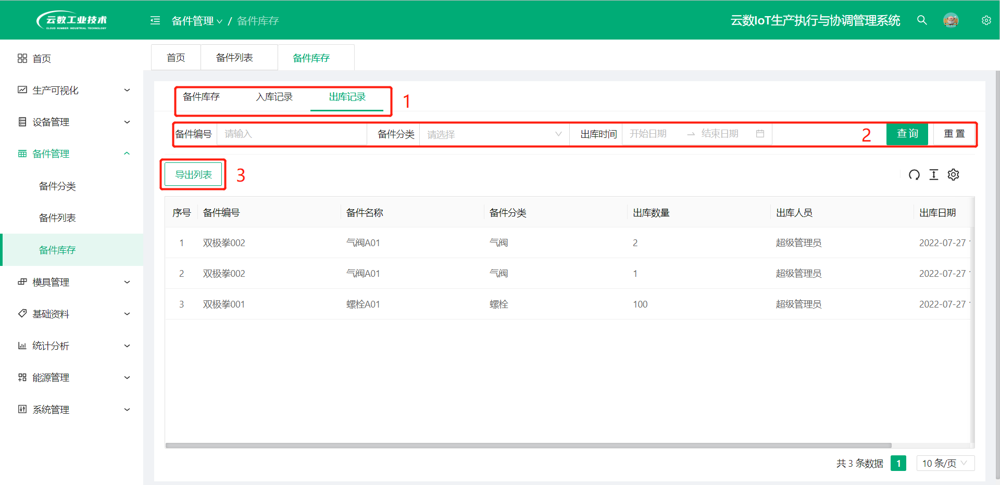 云数工业技术
CLOUD NUMBER INDUSTRIAL TECHNOLOGY
备件管理 / 备件库存
云数IoT生产执行与协调管理系统
首页
生产可视化
设备管理
备件管理
备件分类
备件列表
备件库存
模具管理
基础资料
统计分析
能源管理
系统管理
首页 备件列表 备件库存
备件库存 入库记录 出库记录 1
备件编号 请输入 备件分类 请选择 出库时间 开始日期 → 结束日期 2 查询 重置
导出列表 3
序号 备件编号 备件名称 备件分类 出库数量 出库人员 出库日期
1 双极拳002 气阀A01 气阀 2 超级管理员 2022-07-27
2 双极拳002 气阀A01 气阀 1 超级管理员 2022-07-27
3 双极拳001 螺栓A01 螺栓 100 超级管理员 2022-07-27
共 3 条数据 1 10 条/页